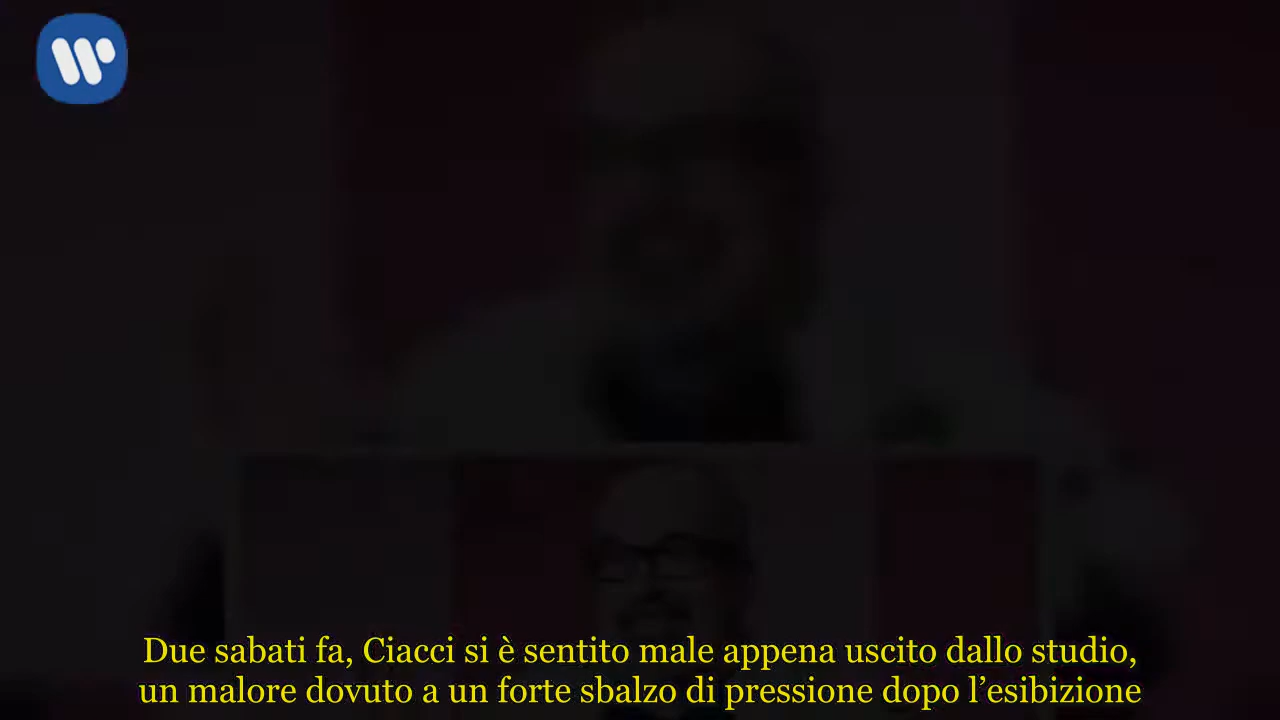 Due sabati fa, Ciacci si è sentito male appena uscito dallo studio,
un malore dovuto a un forte sbalzo di pressione dopo l’esibizione